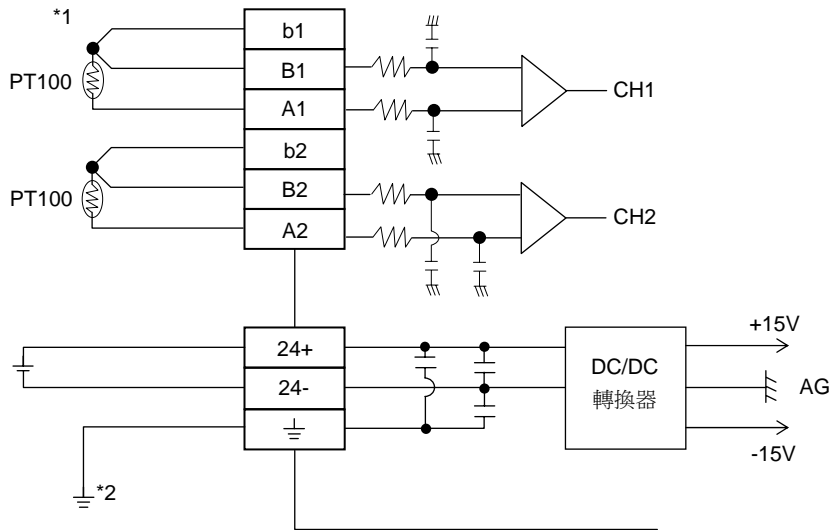 *1
b1
PT100
B1
A1
CH1
b2
PT100
B2
A2
CH2
24+
24-
*2
DC/DC
轉換器
+15V
AG
-15V